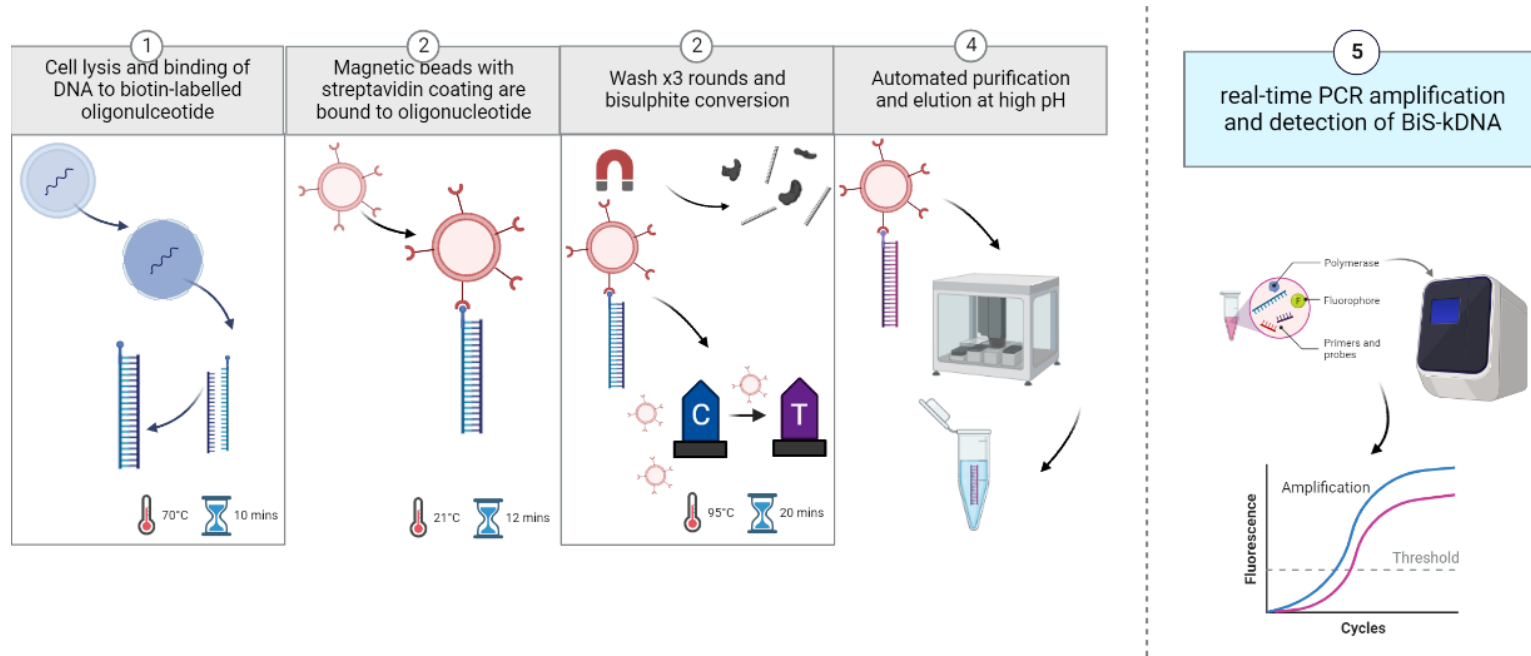 1
Cell lysis and binding of
DNA to biotin-labelled
oligonulceotide
70°C
10 mins
2
Magnetic beads with
streptavidin coating are
bound to oligonucleotide
21°C
12 mins
2
Wash x3 rounds and
bisulphite conversion
C
T
95°C
20 mins
4
Automated purification
and elution at high pH
5
real-time PCR amplification
and detection of BiS-kDNA
Polymerase
F
Fluorophore
Primers and
probes
Amplification
Threshold
Fluorescence
Cycles